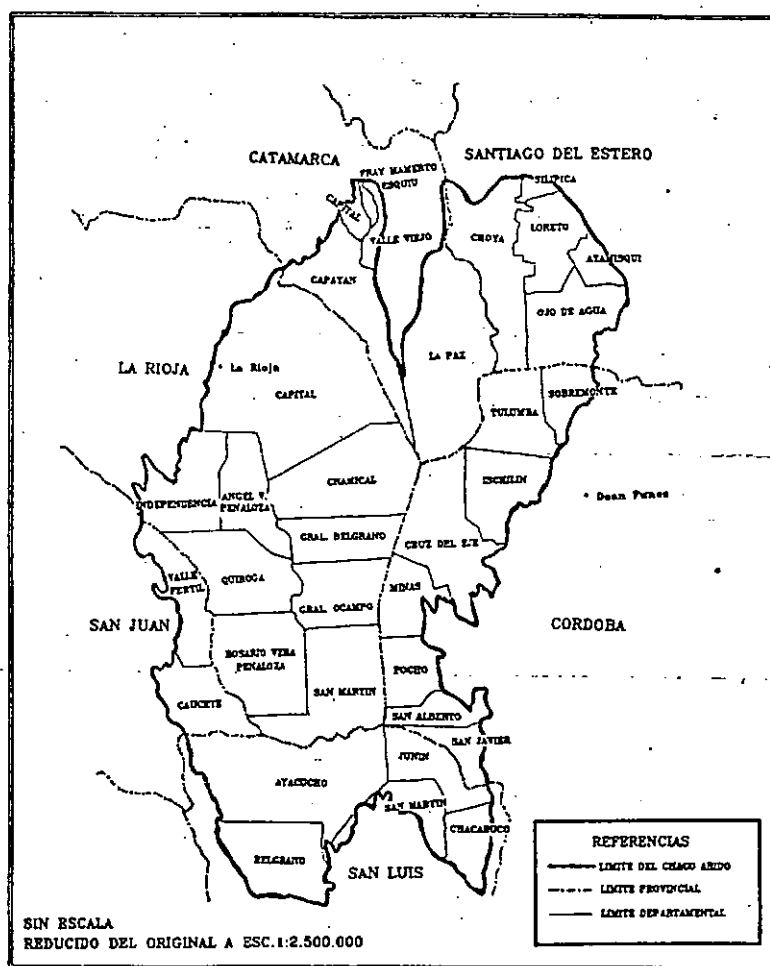 CATAMARCA
SANTIAGO DEL ESTERO
FRAY MAMERTO
ESQUIU
SILIPICA
CAPITAL
VALLE VIEJO
CHOYA
LORETO
ATAMISQUI
CAPAYAN
OJO DE AGUA
LA PAZ
LA RIOJA
La Rioja
CAPITAL
TULUMBA
SOBREMONTE
CHAMICAL
ISCHILIN
Dean Funes
INDEPENDENCIA
ANGEL V.
PENALOZA
GRAL. BELGRANO
CRUZ DEL EJE
VALLE
FERTIL
QUIROGA
MINAS
GRAL. OCAMPO
SAN JUAN
CORDOBA
ROSARIO VERA
PENALOZA
POCHO
SAN MARTIN
CAUCETE
SAN ALBERTO
SAN JAVIER
JUNIN
AYACUCHO
SAN MARTIN
CHACABUCO
BELGRANO
SAN LUIS
REFERENCIAS
LIMITE DEL CHACO ARIDO
LIMITE PROVINCIAL
LIMITE DEPARTAMENTAL
SIN ESCALA
REDUCIDO DEL ORIGINAL A ESC.1:2.500.000